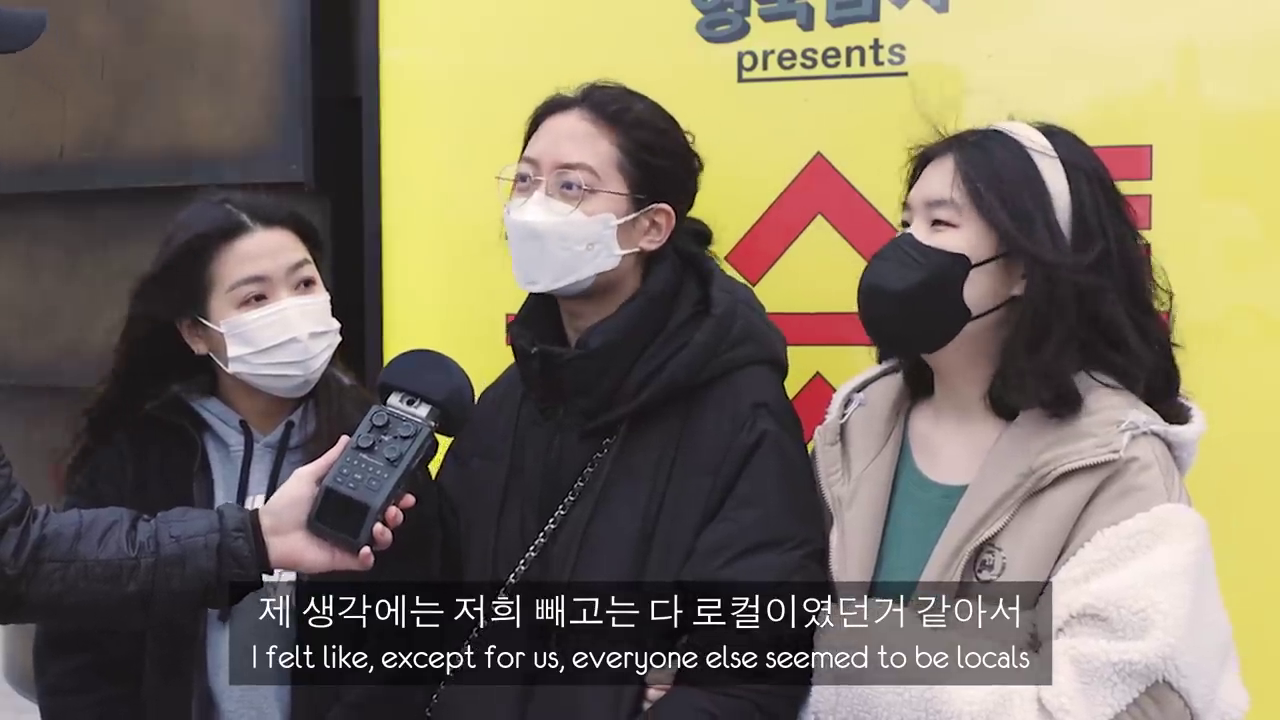 presents
제 생각에는 저희 빼고는 다 로컬이였던거 같아서
I felt like, except for us, everyone else seemed to be locals